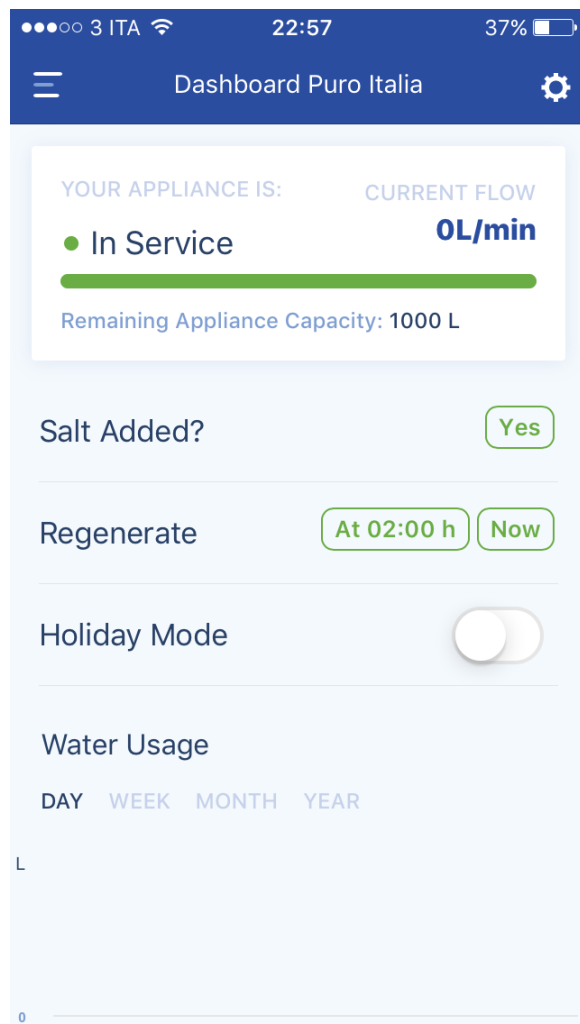 3 ITA 22:57 37%
Dashboard Puro Italia
YOUR APPLIANCE IS: CURRENT FLOW
In Service 0L/min
Remaining Appliance Capacity: 1000 L
Salt Added? Yes
Regenerate At 02:00 h Now
Holiday Mode
Water Usage
DAY WEEK MONTH YEAR
L
0